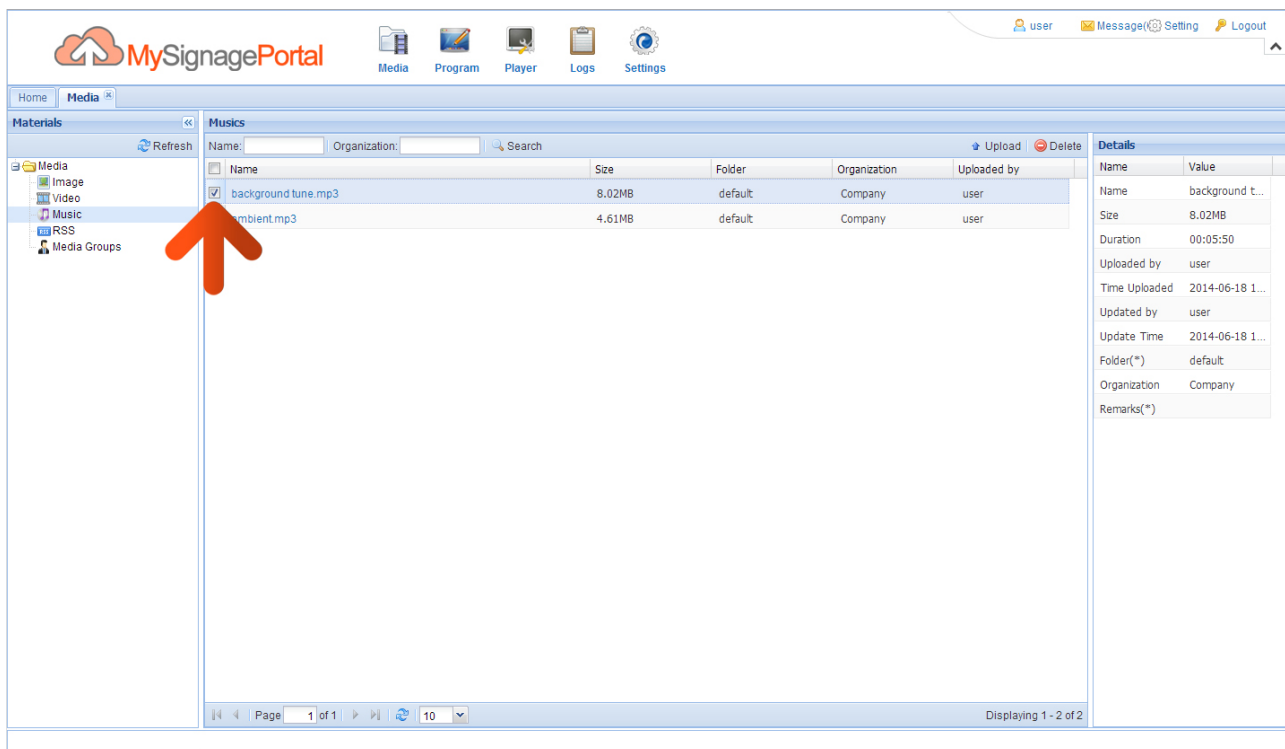 user Message( Setting Logout
MySignagePortal
Media Program Player Logs Settings
Home Media
Materials
Refresh
Media
Image
Video
Music
RSS
Media Groups
Musics
Name: Organization: Search Upload Delete
Name Size Folder Organization Uploaded by
background tune.mp3 8.02MB default Company user
ambient.mp3 4.61MB default Company user
Page 1 of 1 10 Displaying 1 - 2 of 2
Details
Name Value
Name background t...
Size 8.02MB
Duration 00:05:50
Uploaded by user
Time Uploaded 2014-06-18 1...
Updated by user
Update Time 2014-06-18 1...
Folder(*) default
Organization Company
Remarks(*)